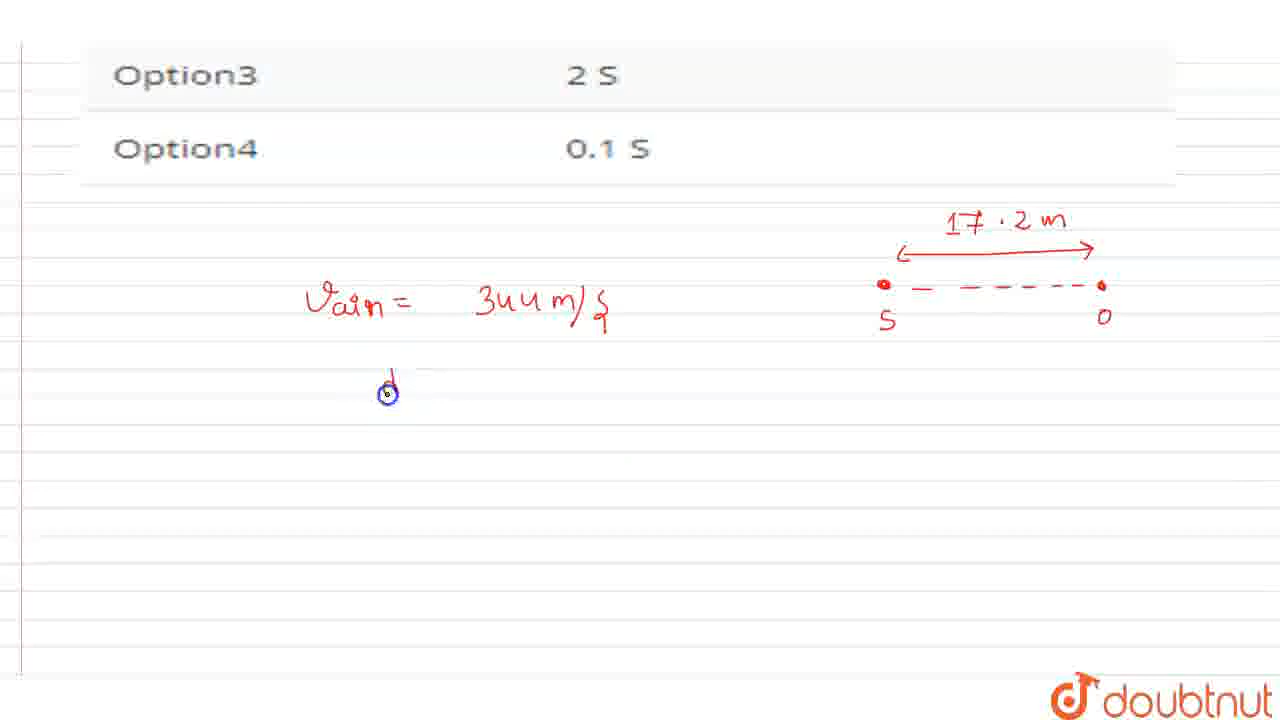 Option3 2 S
Option4 0.1 S
17.2 m
Vair = 344 m/s
S O
d
doubtnut